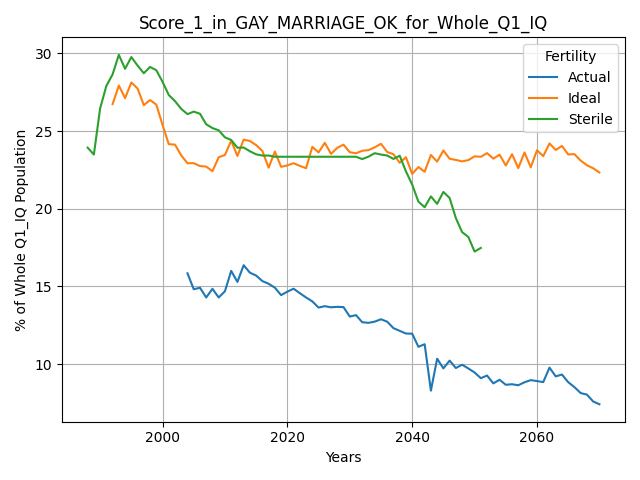 Score_1_in_GAY_MARRIAGE_OK_for_Whole_Q1_IQ
% of Whole Q1_IQ Population
30
25
20
15
10
Fertility
Actual
Ideal
Sterile
2000
2020
2040
2060
Years